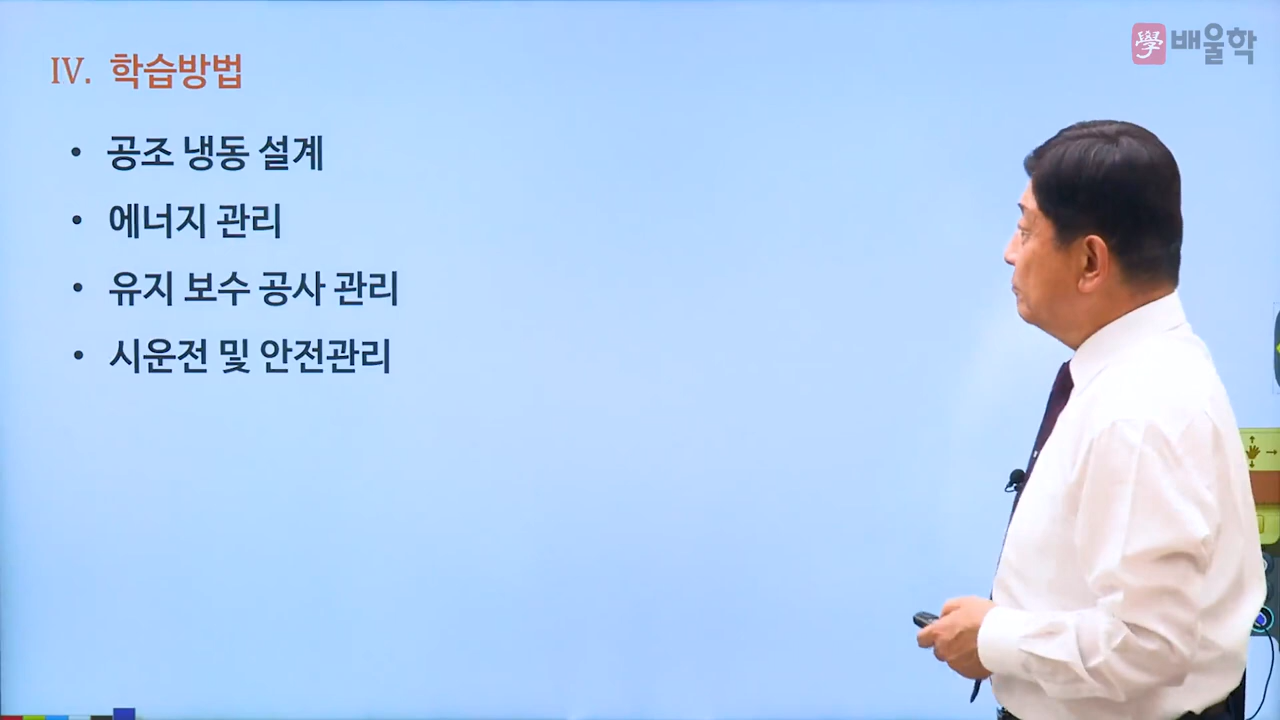 Ⅳ. 학습방법
學 배울학
• 공조 냉동 설계
• 에너지 관리
• 유지 보수 공사 관리
• 시운전 및 안전관리